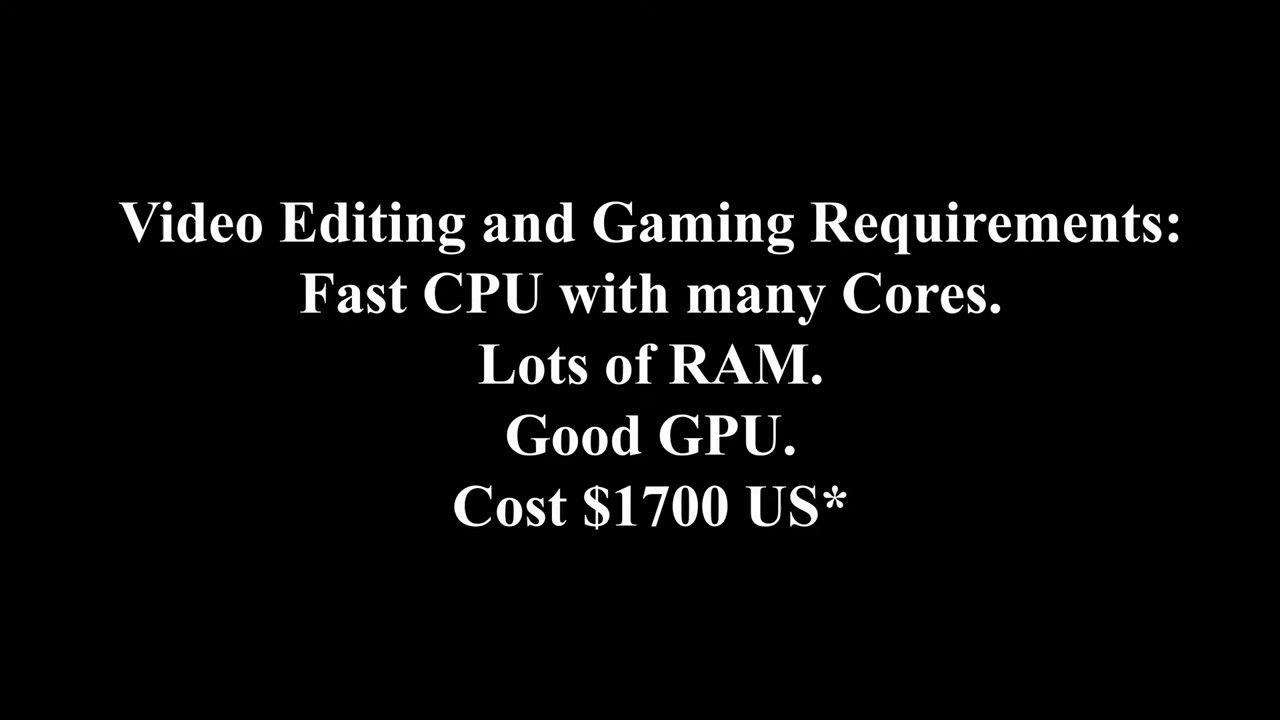 Video Editing and Gaming Requirements:
Fast CPU with many Cores.
Lots of RAM.
Good GPU.
Cost $1700 US*